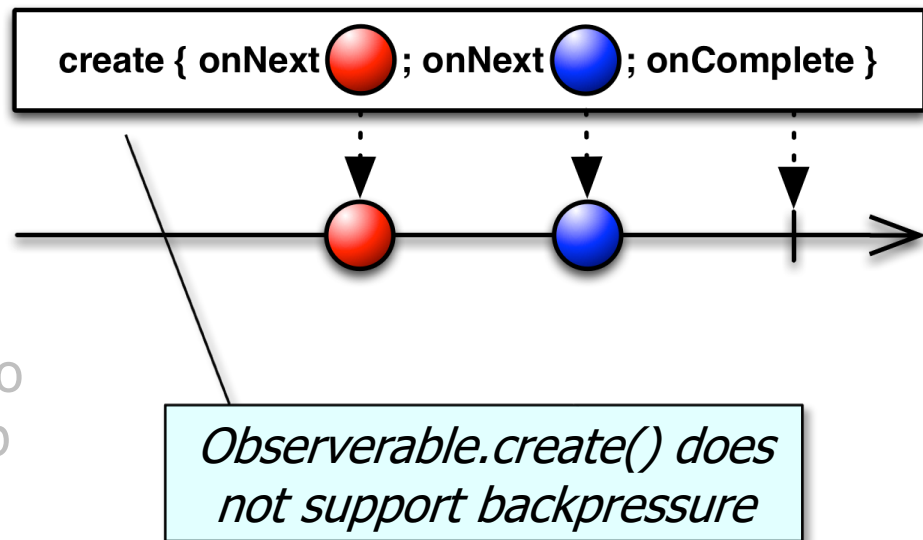 create { onNext ; onNext ; onComplete }
o
o
Observerable.create() does
not support backpressure